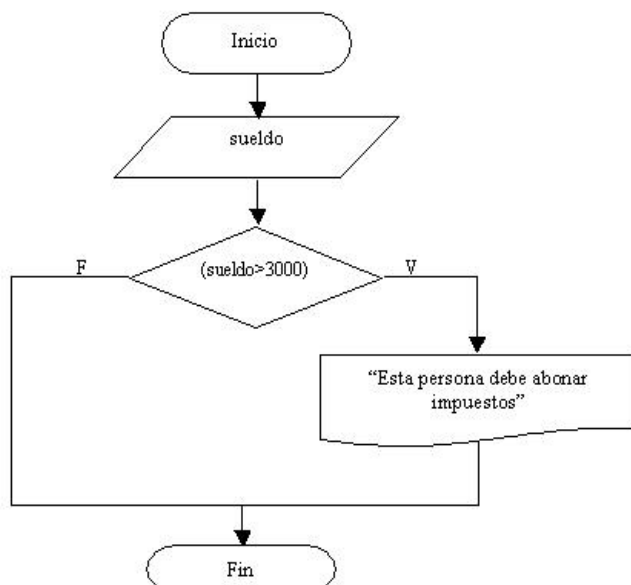 Inicio
sueldo
(sueldo>3000)
F
V
“Esta persona debe abonar
impuestos”
Fin